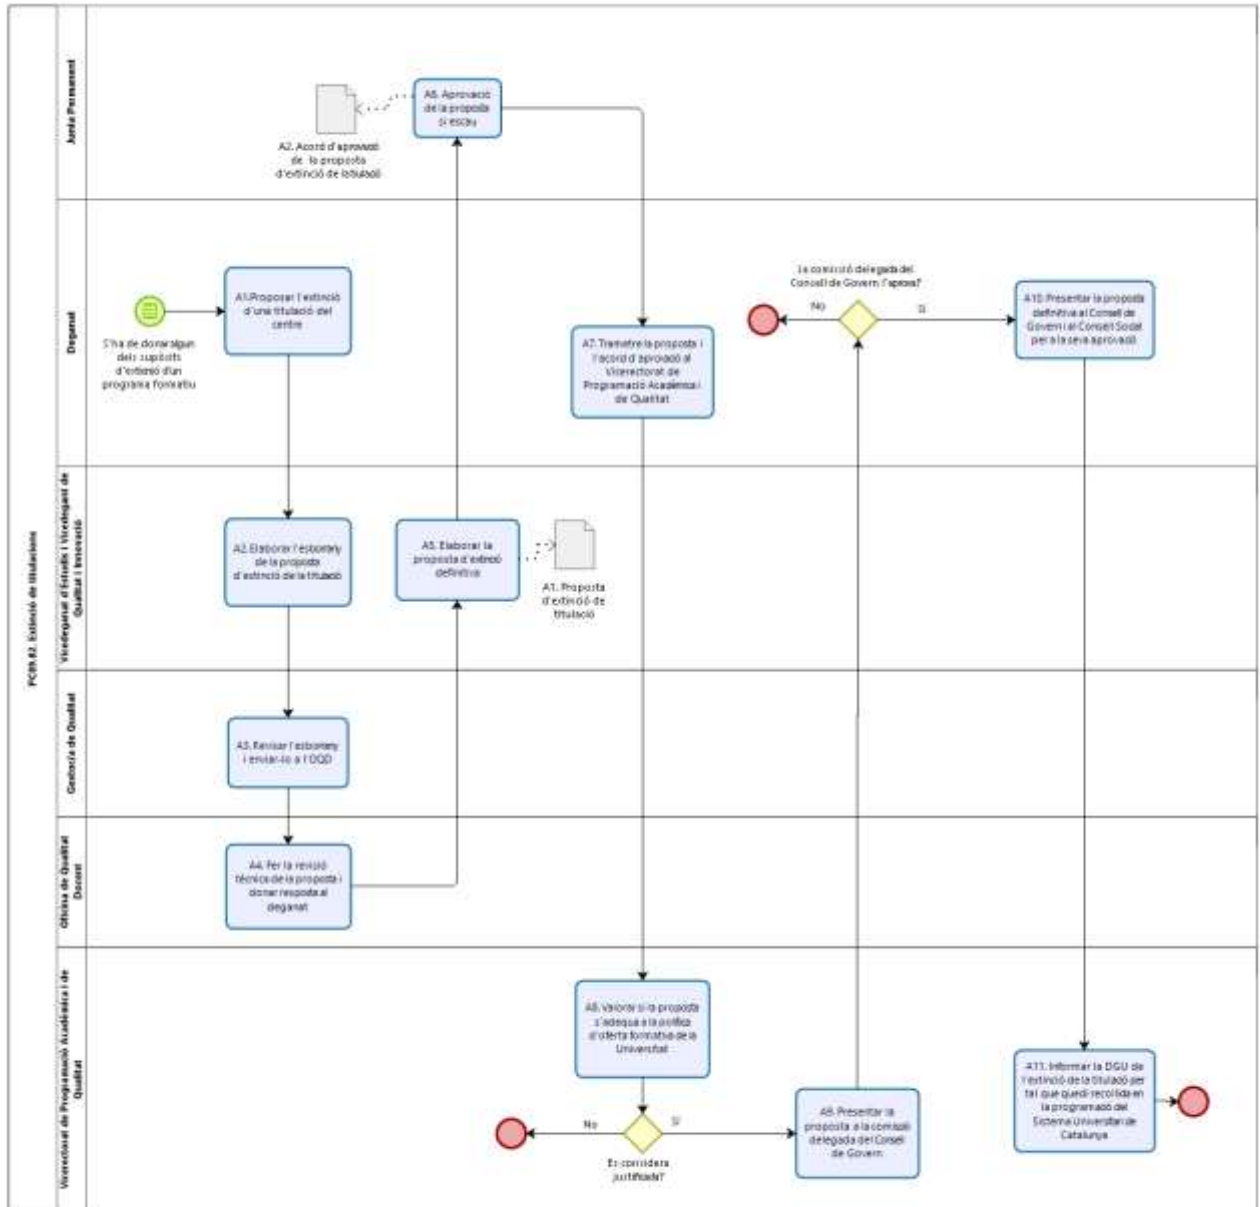 PC09.02. Extinció de titulacions
Junta Permanent
A6. Aprovació
de la proposta
si escau
A2. Acord d'aprovació
de la proposta
d'extinció de la titulació
Deganat
S'ha de donar algun
dels supòsits
d'extinió d'un
programa formatiu
A1.Proposar l'extinció
d'una titulació del
centre
A7. Trametre la proposta i
l'acord d'aprovació al
Vicerectorat de
Programació Acadèmica i
de Qualitat
La comissió delegada del
Consell de Govern l'aprova?
No
Sí
A10. Presentar la proposta
definitiva al Consell de
Govern i al Consell Social
per a la seva aprovació
Vicedeganat d'Estudis i Vicedeganat de
Qualitat i Innovació
A2. Elaborar l'esborrany
de la proposta
d'extinció de la titulació
A5. Elaborar la
proposta d'extinció
definitiva
A1. Proposta
d'extinció de
titulació
Gestor/a de Qualitat
A3. Revisar l'esborrany
i enviar-lo a l'OQD
Oficina de Qualitat
Docent
A4. Fer la revisió
tècnica de la proposta i
donar resposta al
deganat
Vicerectorat de Programació Acadèmica i de
Qualitat
A8. Valorar si la proposta
s'adequa a la política
d'oferta formativa de la
Universitat
No
Sí
Es considera
justificada?
A9. Presentar la
proposta a la comissió
delegada del Consell
de Govern
A11. Informar la DGU de
l'extinció de la titulació per
tal que quedi recollida en
la programació del
Sistema Universitari de
Catalunya